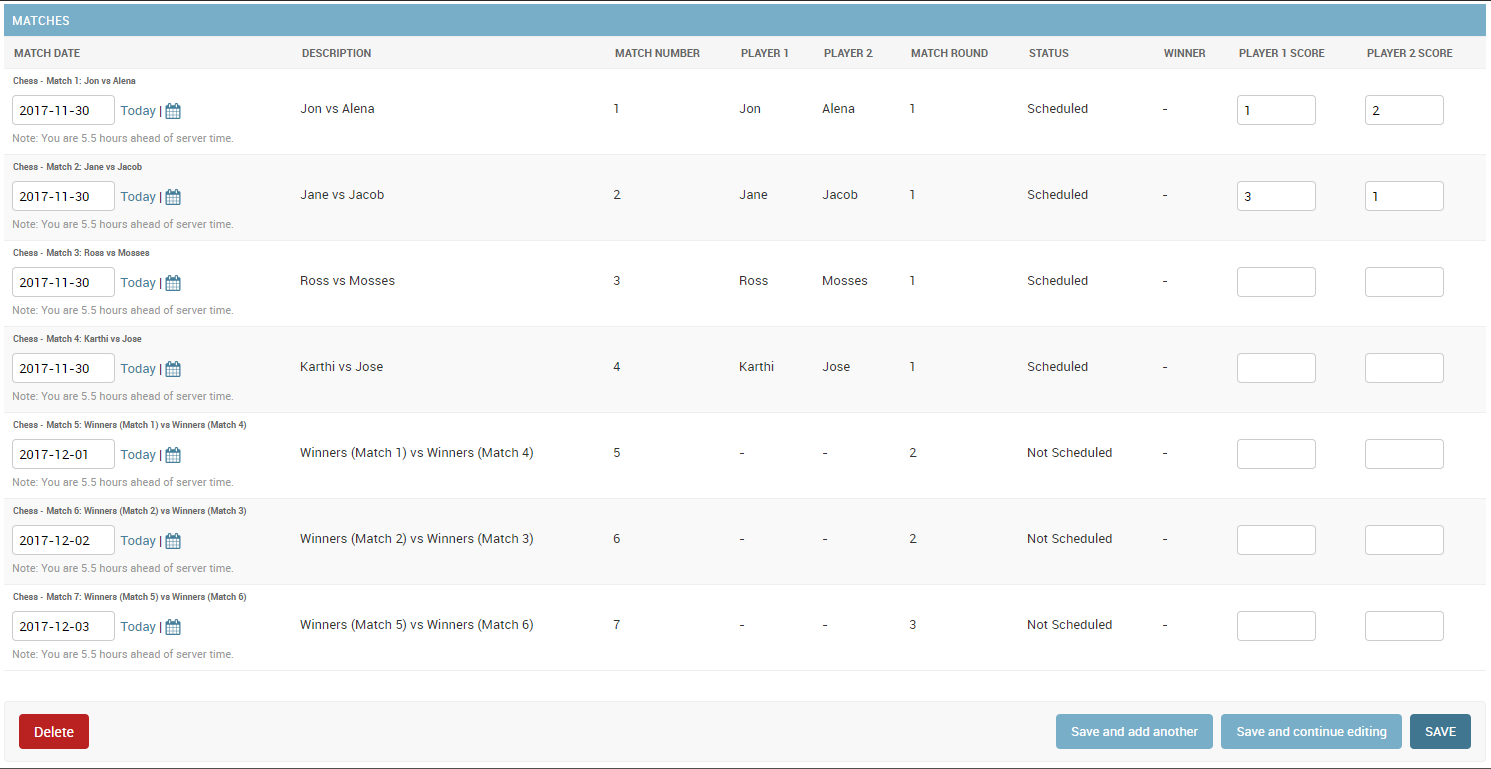 MATCHES
MATCH DATE DESCRIPTION MATCH NUMBER PLAYER 1 PLAYER 2 MATCH ROUND STATUS WINNER PLAYER 1 SCORE PLAYER 2 SCORE
Chess - Match 1: Jon vs Alena
2017-11-30 Today | Jon vs Alena 1 Jon Alena 1 Scheduled - 1 2
Note: You are 5.5 hours ahead of server time.
Chess - Match 2: Jane vs Jacob
2017-11-30 Today | Jane vs Jacob 2 Jane Jacob 1 Scheduled - 3 1
Note: You are 5.5 hours ahead of server time.
Chess - Match 3: Ross vs Mosses
2017-11-30 Today | Ross vs Mosses 3 Ross Mosses 1 Scheduled -
Note: You are 5.5 hours ahead of server time.
Chess - Match 4: Karthi vs Jose
2017-11-30 Today | Karthi vs Jose 4 Karthi Jose 1 Scheduled -
Note: You are 5.5 hours ahead of server time.
Chess - Match 5: Winners (Match 1) vs Winners (Match 4)
2017-12-01 Today | Winners (Match 1) vs Winners (Match 4) 5 - - 2 Not Scheduled -
Note: You are 5.5 hours ahead of server time.
Chess - Match 6: Winners (Match 2) vs Winners (Match 3)
2017-12-02 Today | Winners (Match 2) vs Winners (Match 3) 6 - - 2 Not Scheduled -
Note: You are 5.5 hours ahead of server time.
Chess - Match 7: Winners (Match 5) vs Winners (Match 6)
2017-12-03 Today | Winners (Match 5) vs Winners (Match 6) 7 - - 3 Not Scheduled -
Note: You are 5.5 hours ahead of server time.
Delete Save and add another Save and continue editing SAVE